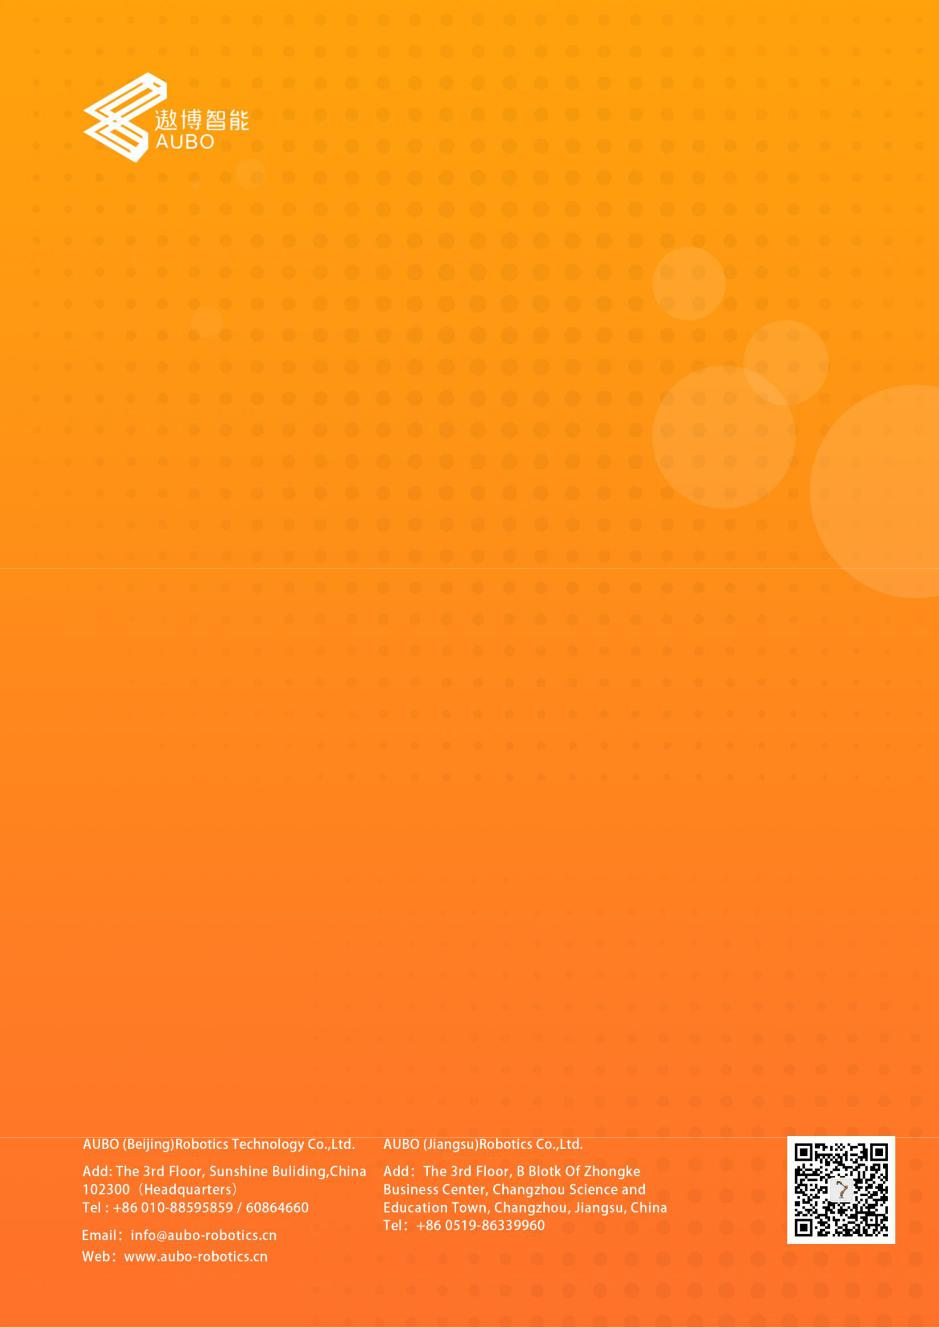 遨博智能
AUBO
AUBO (Beijing)Robotics Technology Co.,Ltd.
Add: The 3rd Floor, Sunshine Buliding,China
102300（Headquarters）
Tel : +86 010-88595859 / 60864660
Email：info@aubo-robotics.cn
Web：www.aubo-robotics.cn
AUBO (Jiangsu)Robotics Co.,Ltd.
Add：The 3rd Floor, B Blotk Of Zhongke
Business Center, Changzhou Science and
Education Town, Changzhou, Jiangsu, China
Tel：+86 0519-86339960